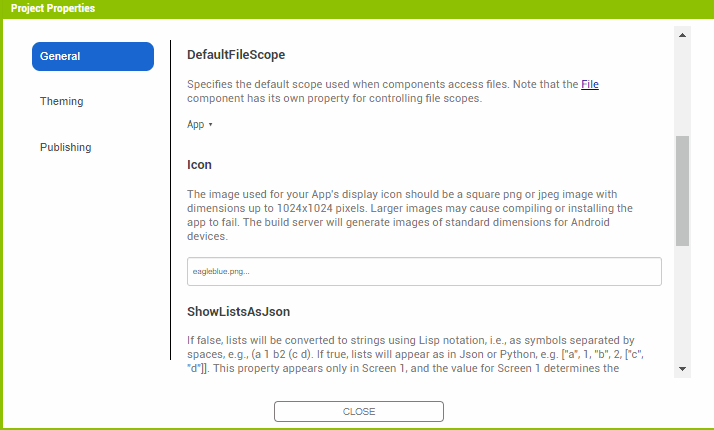 Project Properties
General
Theming
Publishing
DefaultFileScope
Specifies the default scope used when components access files. Note that the File
component has its own property for controlling file scopes.
App
Icon
The image used for your App's display icon should be a square png or jpeg image with
dimensions up to 1024x1024 pixels. Larger images may cause compiling or installing the
app to fail. The build server will generate images of standard dimensions for Android
devices.
eagleblue.png...
ShowListsAsJson
If false, lists will be converted to strings using Lisp notation, i.e., as symbols separated by
spaces, e.g., (a 1 b2 (c d). If true, lists will appear as in Json or Python, e.g. ["a", 1, "b", 2, ["c",
"d"]]. This property appears only in Screen 1, and the value for Screen 1 determines the
CLOSE